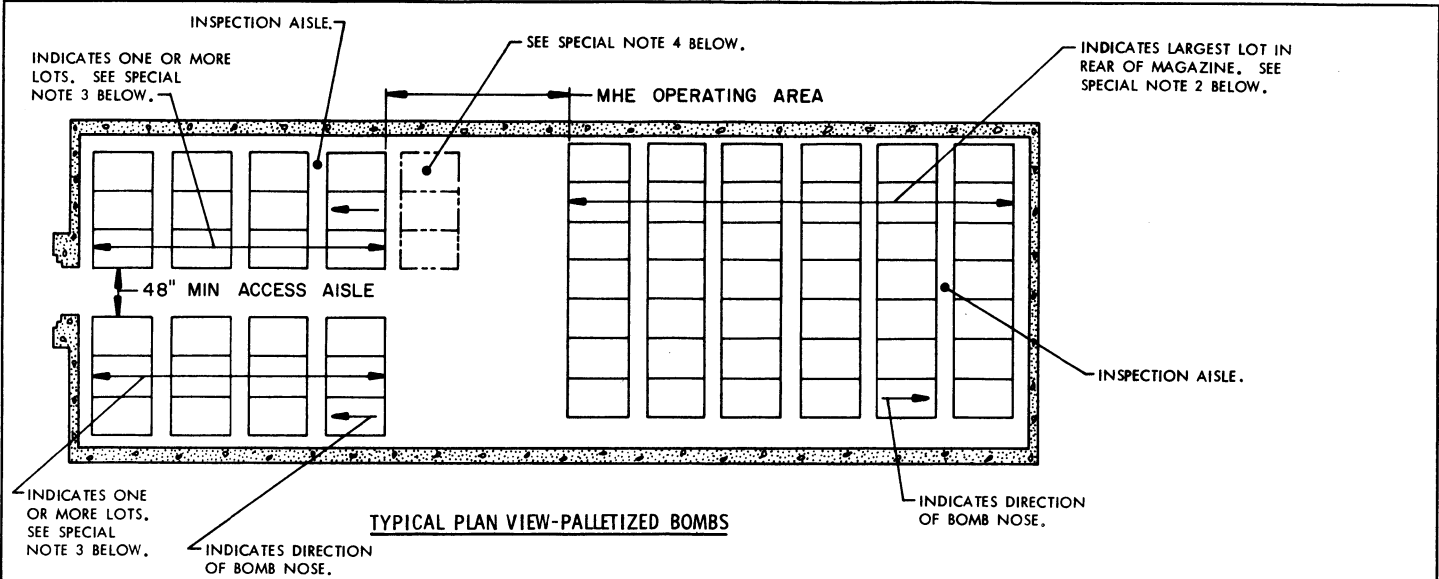 INSPECTION AISLE.
INDICATES ONE OR MORE
LOTS. SEE SPECIAL
NOTE 3 BELOW.
SEE SPECIAL NOTE 4 BELOW.
INDICATES LARGEST LOT IN
REAR OF MAGAZINE. SEE
SPECIAL NOTE 2 BELOW.
MHE OPERATING AREA
48" MIN ACCESS AISLE
INSPECTION AISLE.
INDICATES ONE
OR MORE LOTS.
SEE SPECIAL
NOTE 3 BELOW.
INDICATES DIRECTION
OF BOMB NOSE.
TYPICAL PLAN VIEW-PALLETIZED BOMBS
INDICATES DIRECTION
OF BOMB NOSE.